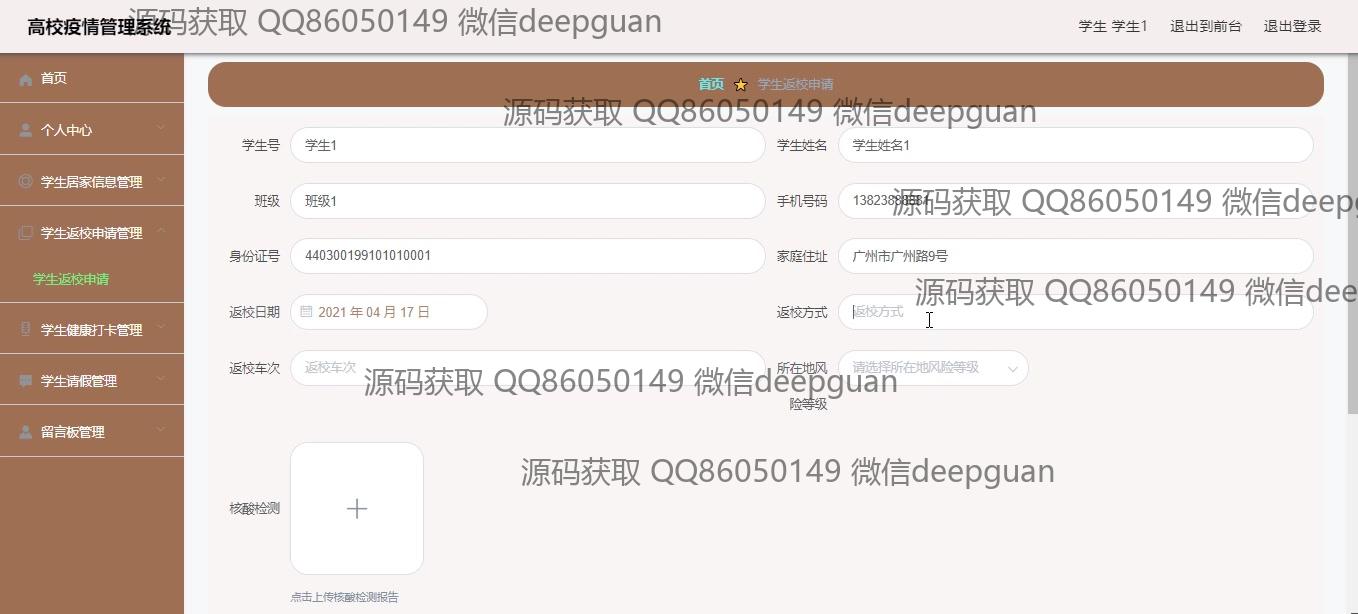 高校疫情管理系统
源码获取 QQ86050149 微信deepguan
学生 学生1 退出到前台 退出登录
首页
个人中心
学生居家信息管理
学生返校申请管理
学生返校申请
学生健康打卡管理
学生请假管理
留言板管理
首页 学生返校申请
源码获取 QQ86050149 微信deepguan
学生号 学生1 学生姓名 学生姓名1
班级 班级1 手机号码
源码获取 QQ86050149 微信deepg
身份证号 440300199101010001 家庭住址 广州市广州路9号
源码获取 QQ86050149 微信dee
返校日期 2021 年 04 月 17 日 返校方式 返校方式
返校车次 返校车次 所在地风险等级 请选择所在地风险等级
源码获取 QQ86050149 微信deepguan
源码获取 QQ86050149 微信deepguan
核酸检测
点击上传核酸检测报告